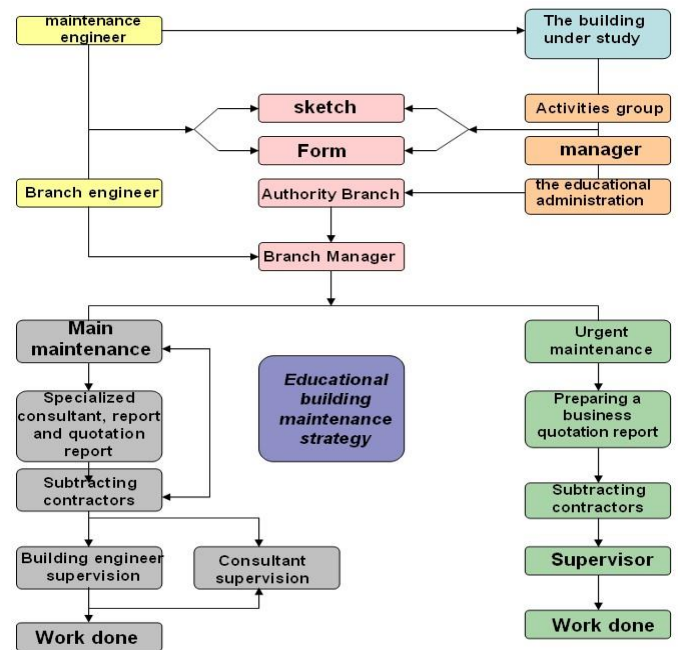 maintenance
engineer
The building
under study
sketch
Activities group
Form
manager
Branch engineer
Authority Branch
the educational
administration
Branch Manager
Main
maintenance
Urgent
maintenance
Educational
building
maintenance
strategy
Specialized
consultant, report
and quotation
report
Preparing a
business
quotation report
Subtracting
contractors
Subtracting
contractors
Building engineer
supervision
Consultant
supervision
Supervisor
Work done
Work done